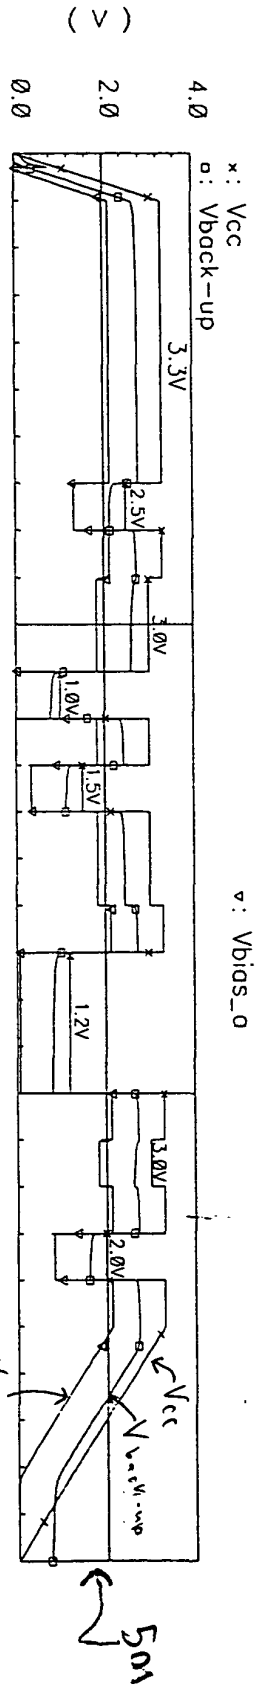 x: Vcc
□: Vback-up
▽: Vbias_a
(V)
4.0
2.0
0.0
3.3V
2.5V
3.0V
1.0V
1.5V
1.2V
3.0V
2.0V
Vcc
Vback-up